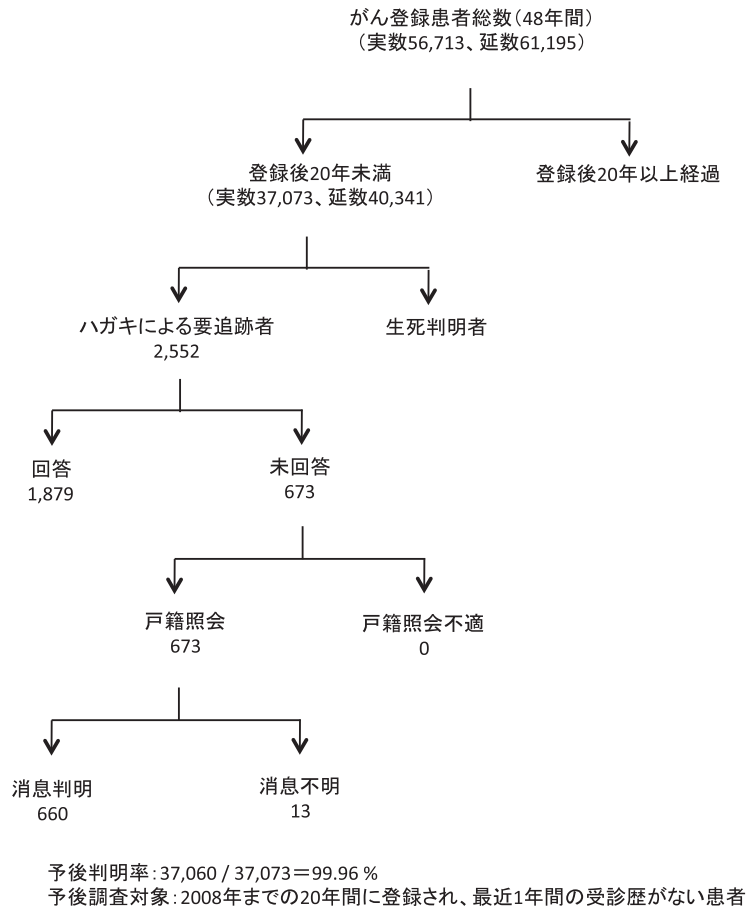 がん登録患者総数（48年間）
（実数56,713、延数61,195）
登録後20年未満
（実数37,073、延数40,341）
登録後20年以上経過
ハガキによる要追跡者
2,552
生死判明者
回答
1,879
未回答
673
戸籍照会
673
戸籍照会不適
0
消息判明
660
消息不明
13
予後判明率：37,060 / 37,073＝99.96 %
予後調査対象：2008年までの20年間に登録され、最近1年間の受診歴がない患者